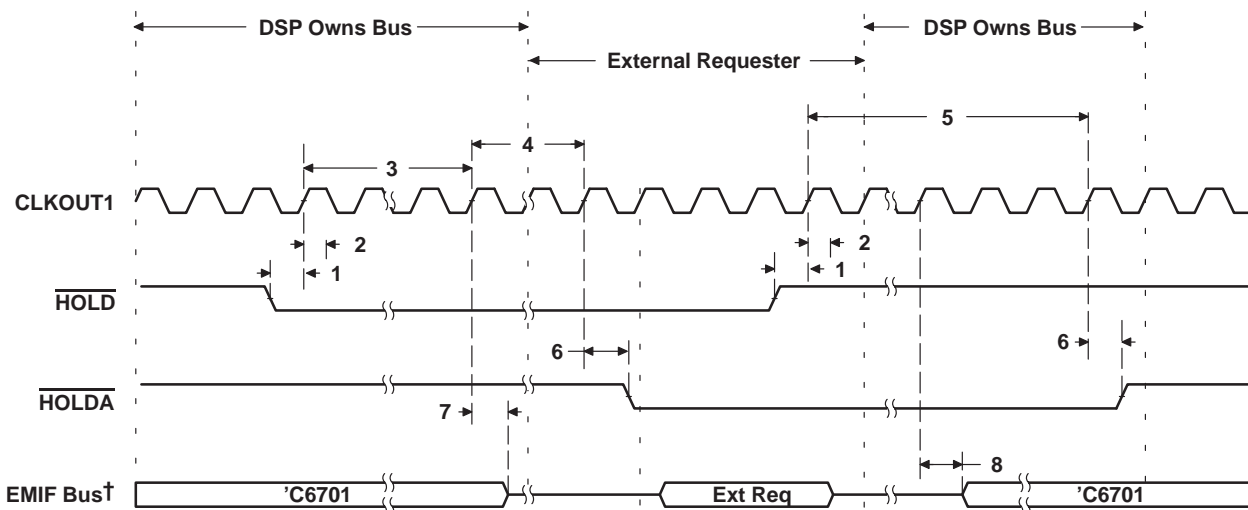 DSP Owns Bus
DSP Owns Bus
External Requester
5
4
3
CLKOUT1
2
2
1
1
HOLD
6
6
HOLDA
7
8
EMIF Bus†
'C6701
Ext Req
'C6701